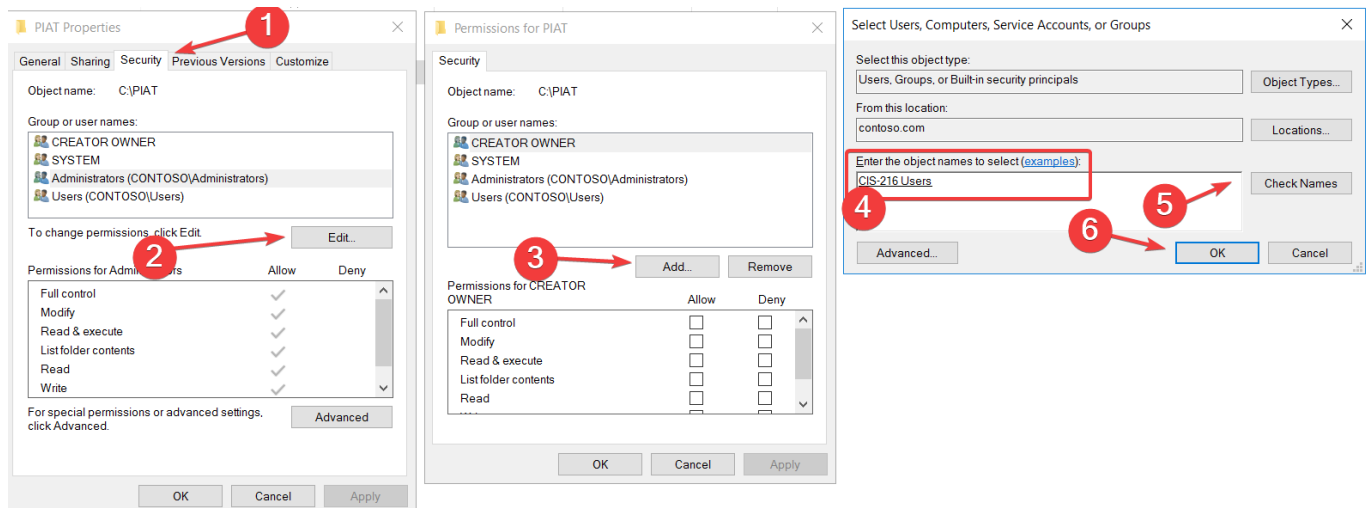 PIAT Properties
1
General Sharing Security Previous Versions Customize
Object name: C:\PIAT
Group or user names:
CREATOR OWNER
SYSTEM
Administrators (CONTOSO\Administrators)
Users (CONTOSO\Users)
To change permissions, click Edit.
2
Edit...
Permissions for Administrators Allow Deny
Full control
Modify
Read & execute
List folder contents
Read
Write
For special permissions or advanced settings,
click Advanced.
Advanced
OK Cancel Apply
Permissions for PIAT
Security
Object name: C:\PIAT
Group or user names:
CREATOR OWNER
SYSTEM
Administrators (CONTOSO\Administrators)
Users (CONTOSO\Users)
3
Add... Remove
Permissions for CREATOR
OWNER Allow Deny
Full control
Modify
Read & execute
List folder contents
Read
OK Cancel Apply
Select Users, Computers, Service Accounts, or Groups
Select this object type:
Users, Groups, or Built-in security principals
Object Types...
From this location:
contoso.com
Locations...
Enter the object names to select (examples):
CIS-216 Users
Check Names
4
5
6
Advanced...
OK Cancel